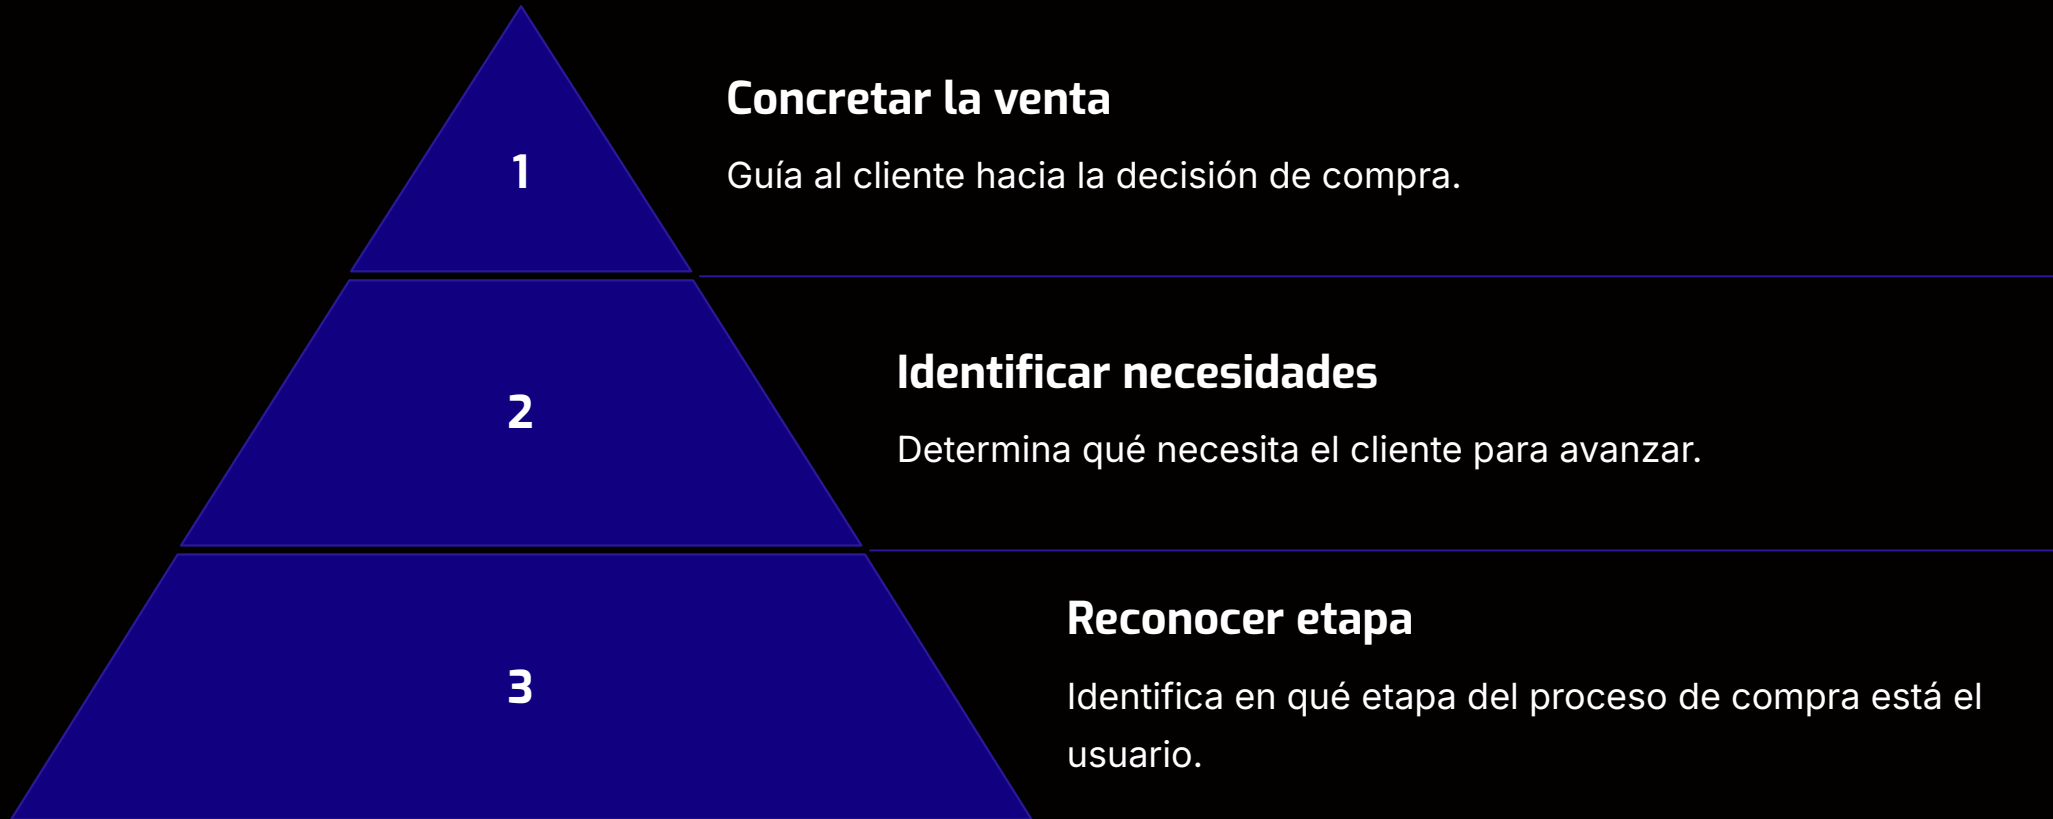 1
Concretar la venta
Guía al cliente hacia la decisión de compra.
2
Identificar necesidades
Determina qué necesita el cliente para avanzar.
3
Reconocer etapa
Identifica en qué etapa del proceso de compra está el
usuario.